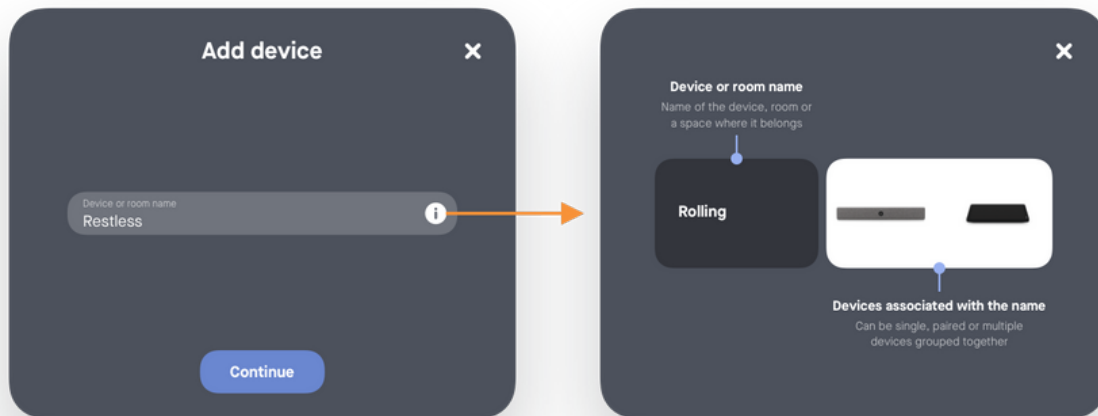 Add device
Device or room name
Restless
Continue
Device or room name
Name of the device, room or
a space where it belongs
Rolling
Devices associated with the name
Can be single, paired or multiple
devices grouped together